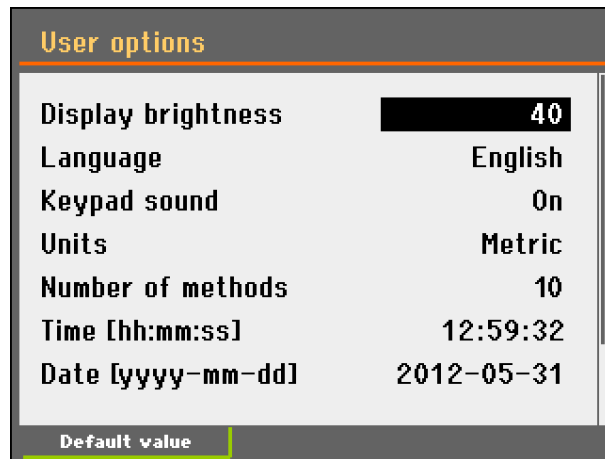 User options
Display brightness 40
Language English
Keypad sound On
Units Metric
Number of methods 10
Time [hh:mm:ss] 12:59:32
Date [yyyy-mm-dd] 2012-05-31
Default value